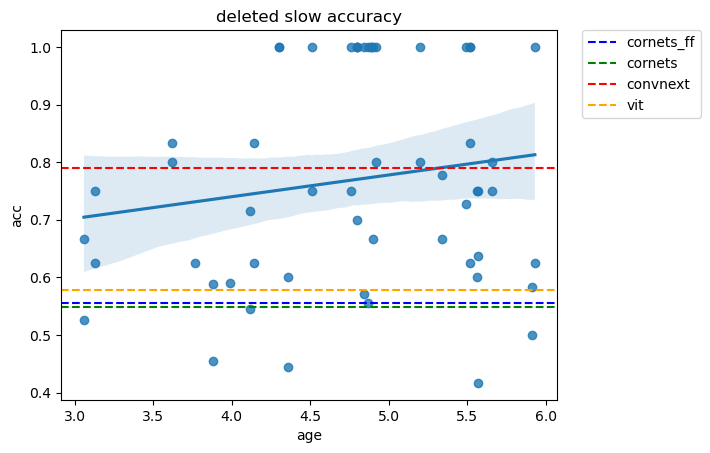 deleted slow accuracy
1.0
0.9
0.8
0.7
0.6
0.5
0.4
acc
3.0 3.5 4.0 4.5 5.0 5.5 6.0
age
cornets_ff
cornets
convnext
vit